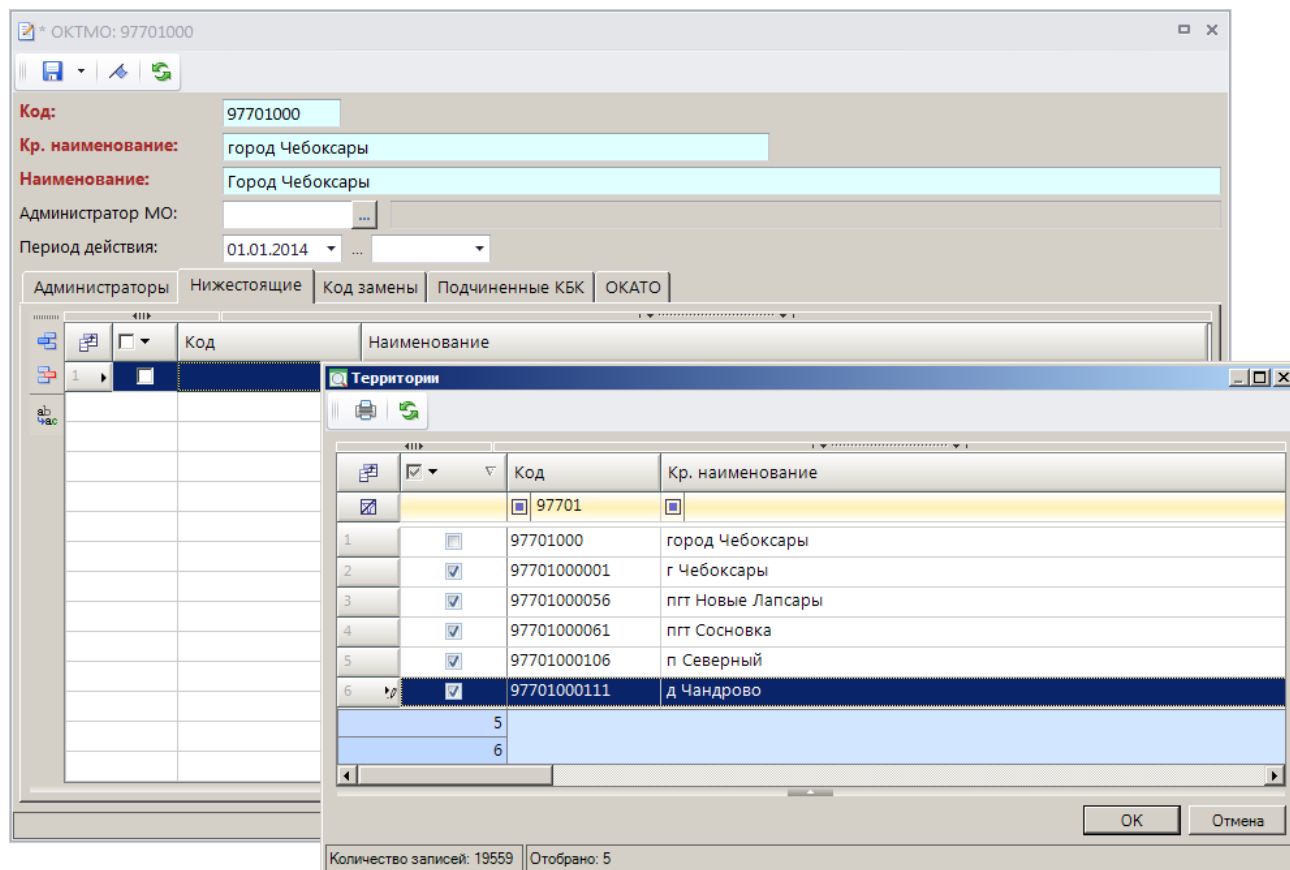 * ОКТМО: 97701000
Код: 97701000
Кр. наименование: город Чебоксары
Наименование: Город Чебоксары
Администратор МО: ...
Период действия: 01.01.2014 ...
Администраторы Нижестоящие Код замены Подчиненные КБК ОКАТО
Код Наименование
1
ab
ac
Территории
Код Кр. наименование
97701
1 97701000 город Чебоксары
2 97701000001 г Чебоксары
3 97701000056 пгт Новые Лапсары
4 97701000061 пгт Сосновка
5 97701000106 п Северный
6 97701000111 д Чандрово
5
6
OK Отмена
Количество записей: 19559 Отобрано: 5